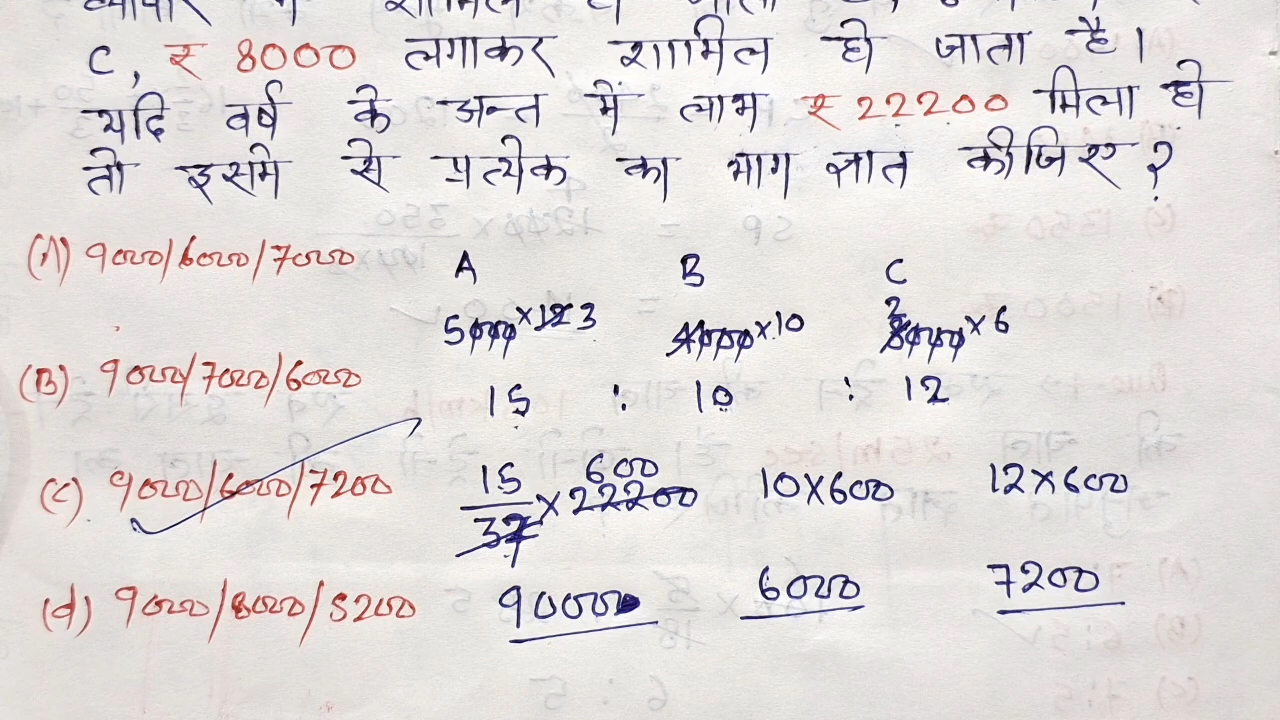 C, ₹ 8000 लगाकर शामिल हो जाता है।
यदि वर्ष के अन्त में लाभ ₹ 22200 मिला हो
तो इसमे से प्रत्येक का भाग ज्ञात कीजिए ?
(A) 9000/6000/7000
A B C
5000×12 3 4000×10 8000×6
2
(B) 9000/7000/6000
15 : 10 : 12
(C) 9000/6000/7200
15/37 × 22200 10×600 12×600
600
(d) 9000/8000/5200
9000 6000 7200